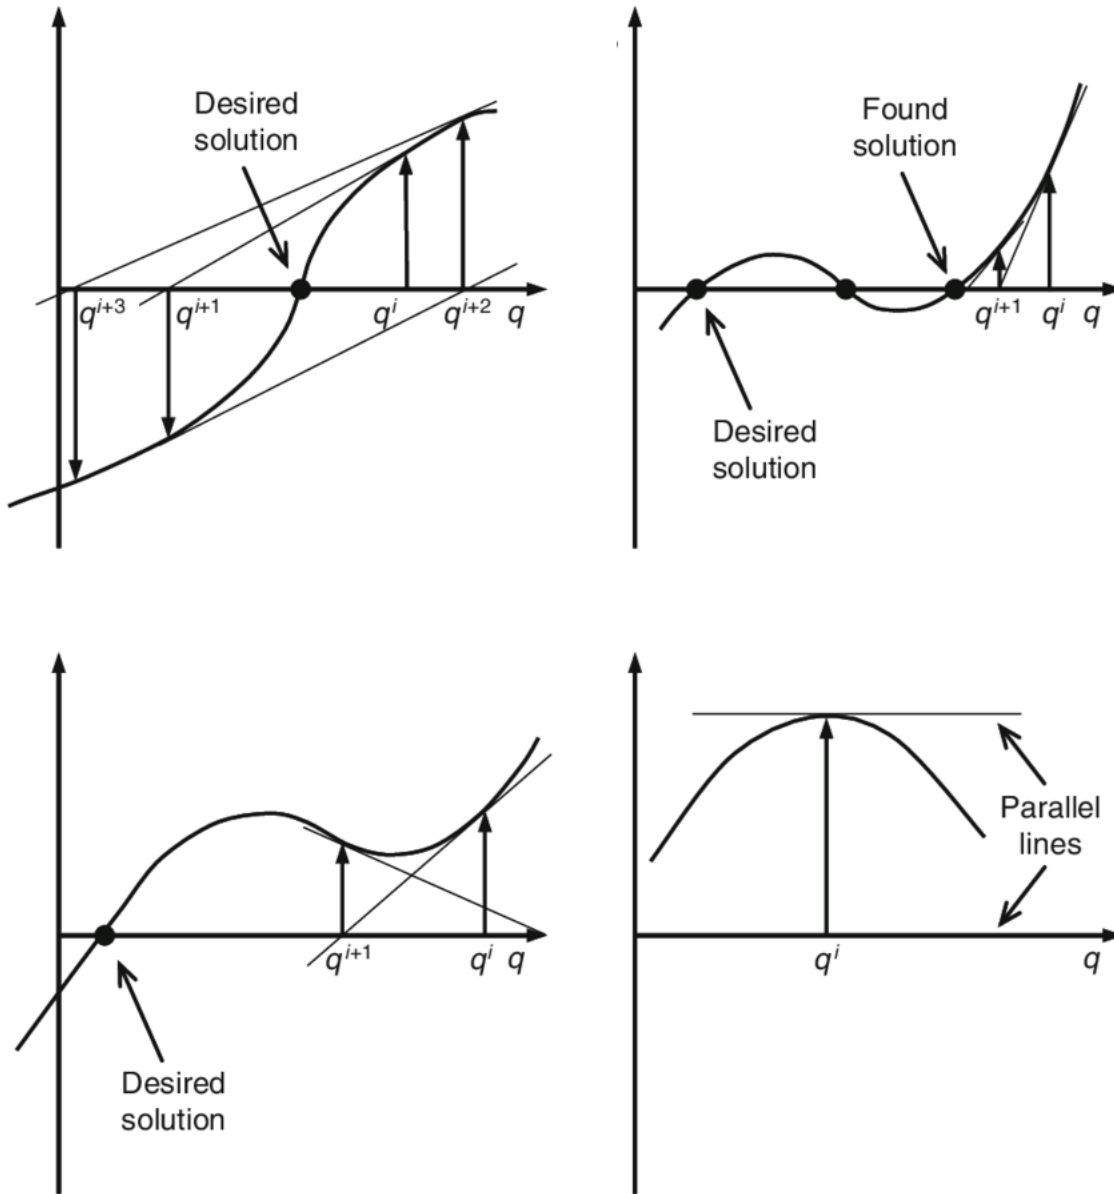 Desired
solution
q^{i+3}
q^{i+1}
q^{i}
q^{i+2}
q
Found
solution
q^{i+1}
q^{i}
q
Desired
solution
q^{i+1}
q^{i}
q
Desired
solution
Parallel
lines
q^{i}
q